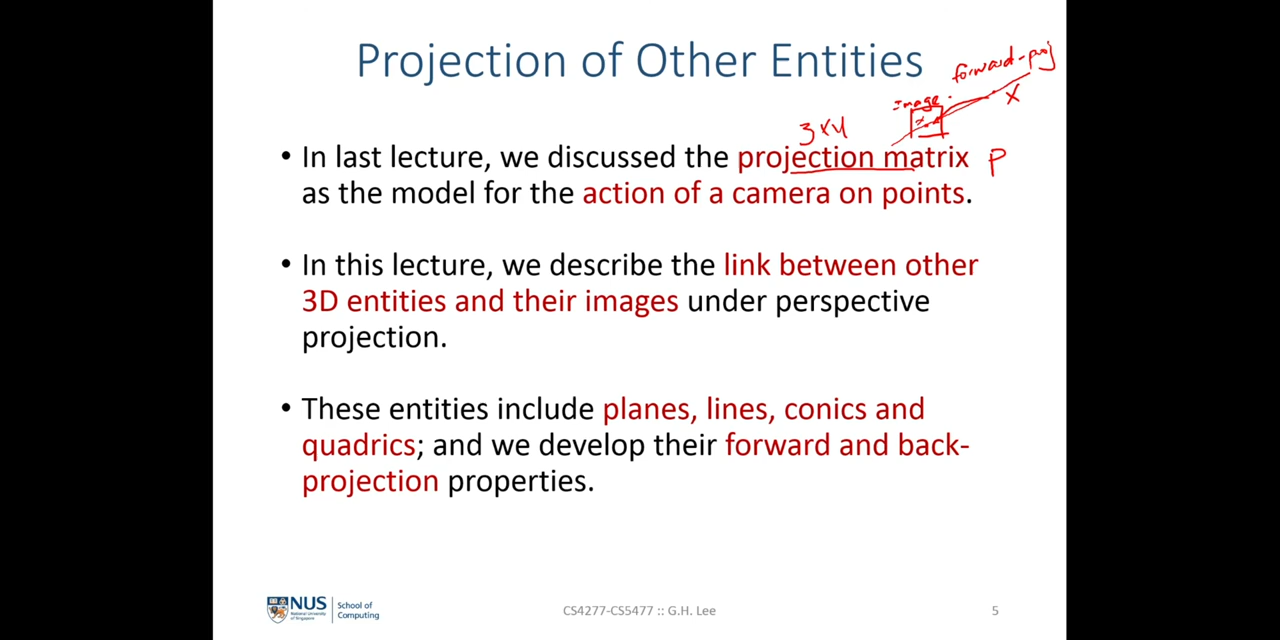 Projection of Other Entities
forward-proj
Image
X
x
3x4
• In last lecture, we discussed the projection matrix P
as the model for the action of a camera on points.
• In this lecture, we describe the link between other
3D entities and their images under perspective
projection.
• These entities include planes, lines, conics and
quadrics; and we develop their forward and back-
projection properties.
NUS
National University
of Singapore
School of
Computing
CS4277-CS5477 :: G.H. Lee
5